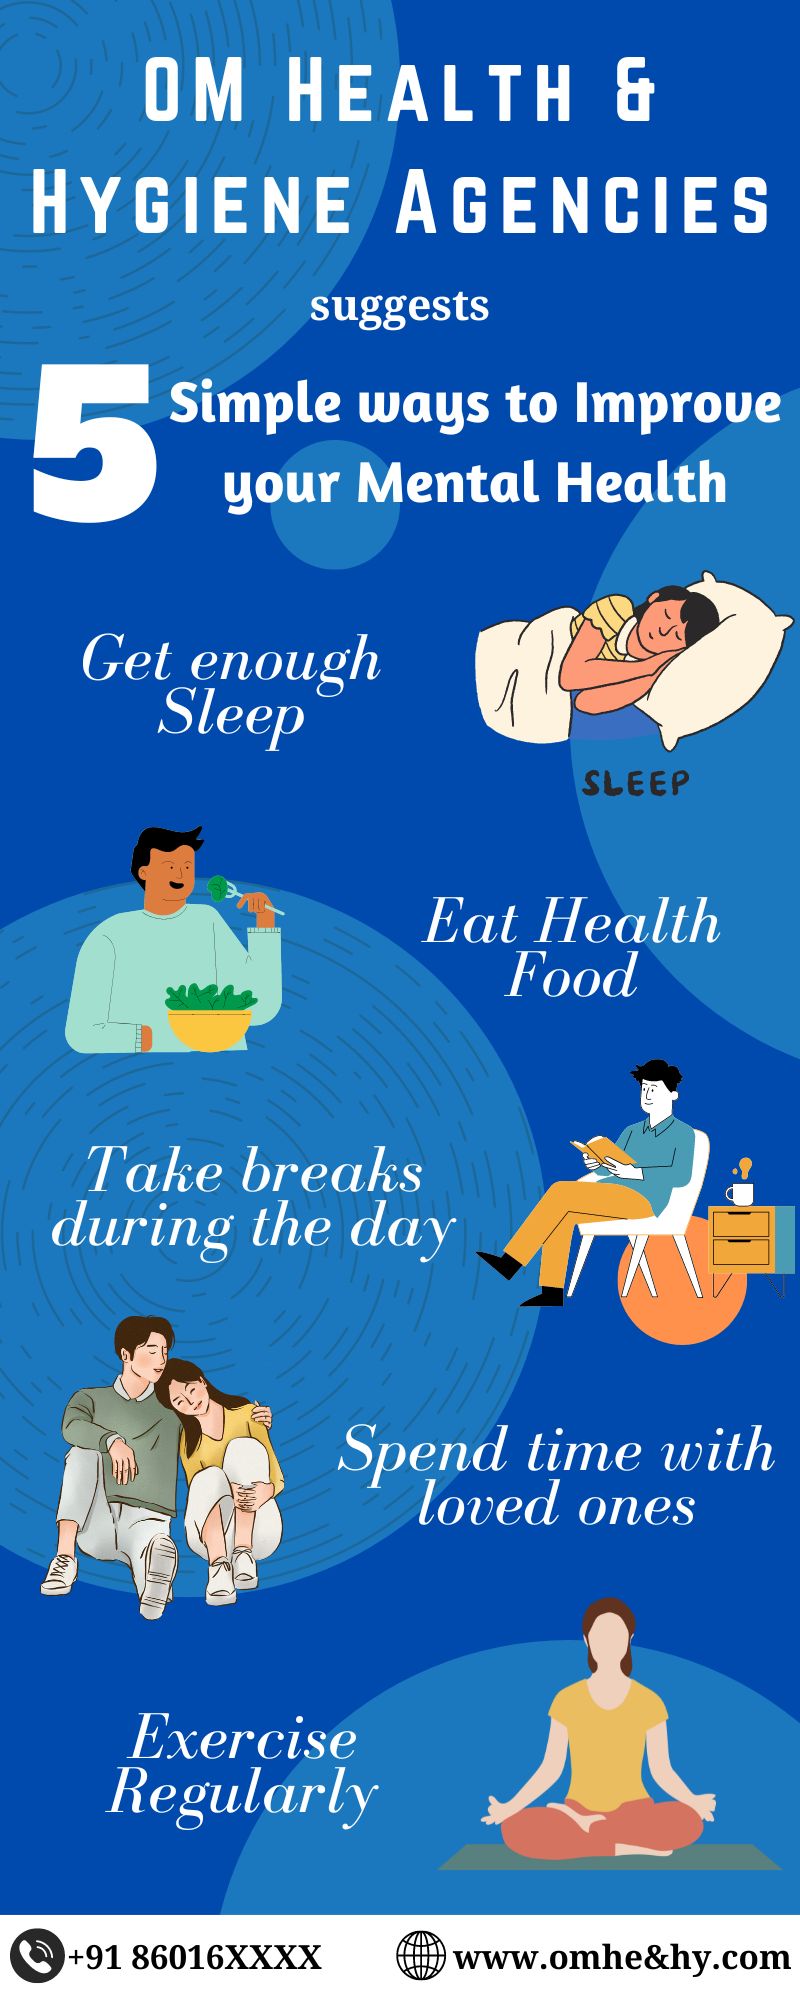 OM HEALTH &
HYGIENE AGENCIES
suggests
5 Simple ways to Improve
your Mental Health
Get enough
Sleep
SLEEP
Eat Health
Food
Take breaks
during the day
Spend time with
loved ones
Exercise
Regularly
+91 86016XXXX
www.omhe&hy.com